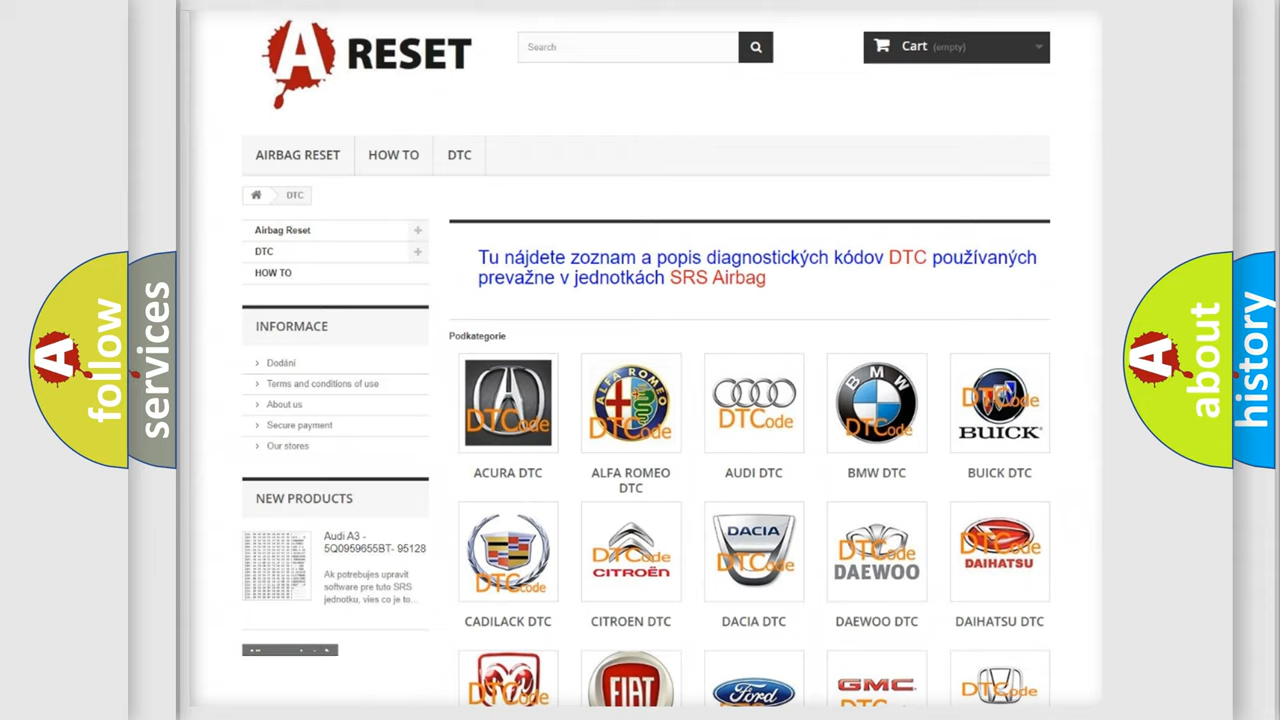 A RESET
Search
Cart (empty)
AIRBAG RESET
HOW TO
DTC
DTC
Airbag Reset
DTC
HOW TO
Tu nájdete zoznam a popis diagnostických kódov DTC používaných
prevažne v jednotkách SRS Airbag
INFORMACE
Dodání
Terms and conditions of use
About us
Secure payment
Our stores
NEW PRODUCTS
Audi A3 -
5Q0959655BT- 95128
Ak potrebujes upravit
software pre tuto SRS
jednotku, vies co je to...
Podkategorie
DTCode
ALFA ROMEO
DTCode
DTCode
BMW
DTCode
DTCode
BUICK
ACURA DTC
ALFA ROMEO
DTC
AUDI DTC
BMW DTC
BUICK DTC
DTCode
DTCode
CITROËN
DACIA
DTCode
DTCode
DAEWOO
DTCode
DAIHATSU
CADILACK DTC
CITROEN DTC
DACIA DTC
DAEWOO DTC
DAIHATSU DTC
DTCode
FIAT
Ford
GMC
DTCode
A follow
services
A about
history